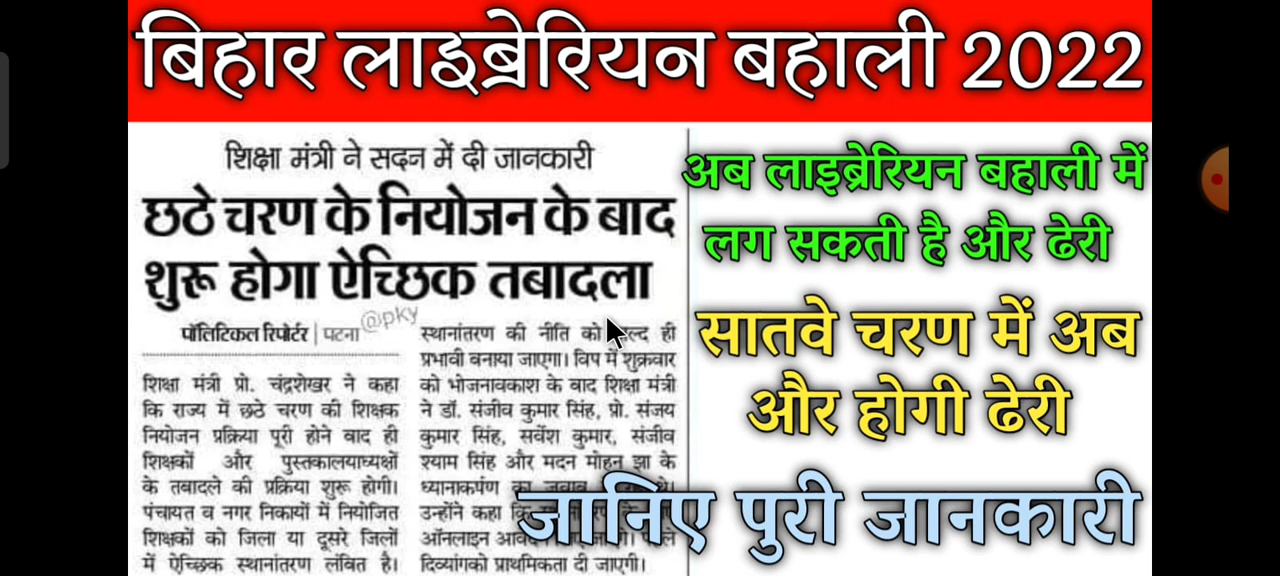 बिहार लाइब्रेरियन बहाली 2022
शिक्षा मंत्री ने सदन में दी जानकारी
छठे चरण के नियोजन के बाद
शुरू होगा ऐच्छिक तबादला
पॉलिटिकल रिपोर्टर | पटना
@pky
शिक्षा मंत्री प्रो. चंद्रशेखर ने कहा
कि राज्य में छठे चरण की शिक्षक
नियोजन प्रक्रिया पूरी होने बाद ही
शिक्षकों और पुस्तकालयाध्यक्षों
के तबादले की प्रक्रिया शुरू होगी।
पंचायत व नगर निकायों में नियोजित
शिक्षकों को जिला या दूसरे जिलों
में ऐच्छिक स्थानांतरण लंबित है।
स्थानांतरण की नीति को ही
प्रभावी बनाया जाएगा। विप में शुक्रवार
को भोजनावकाश के बाद शिक्षा मंत्री
ने डॉ. संजीव कुमार सिंह, प्रो. संजय
कुमार सिंह, सर्वेश कुमार, संजीव
श्याम सिंह और मदन मोहन झा के
ध्यानाकर्षण का जवाब
उन्होंने कहा कि
ऑनलाइन
दिव्यांगको प्राथमिकता दी जाएगी।
अब लाइब्रेरियन बहाली में
लग सकती है और ढेरी
सातवे चरण में अब
और होगी ढेरी
जानिए पुरी जानकारी